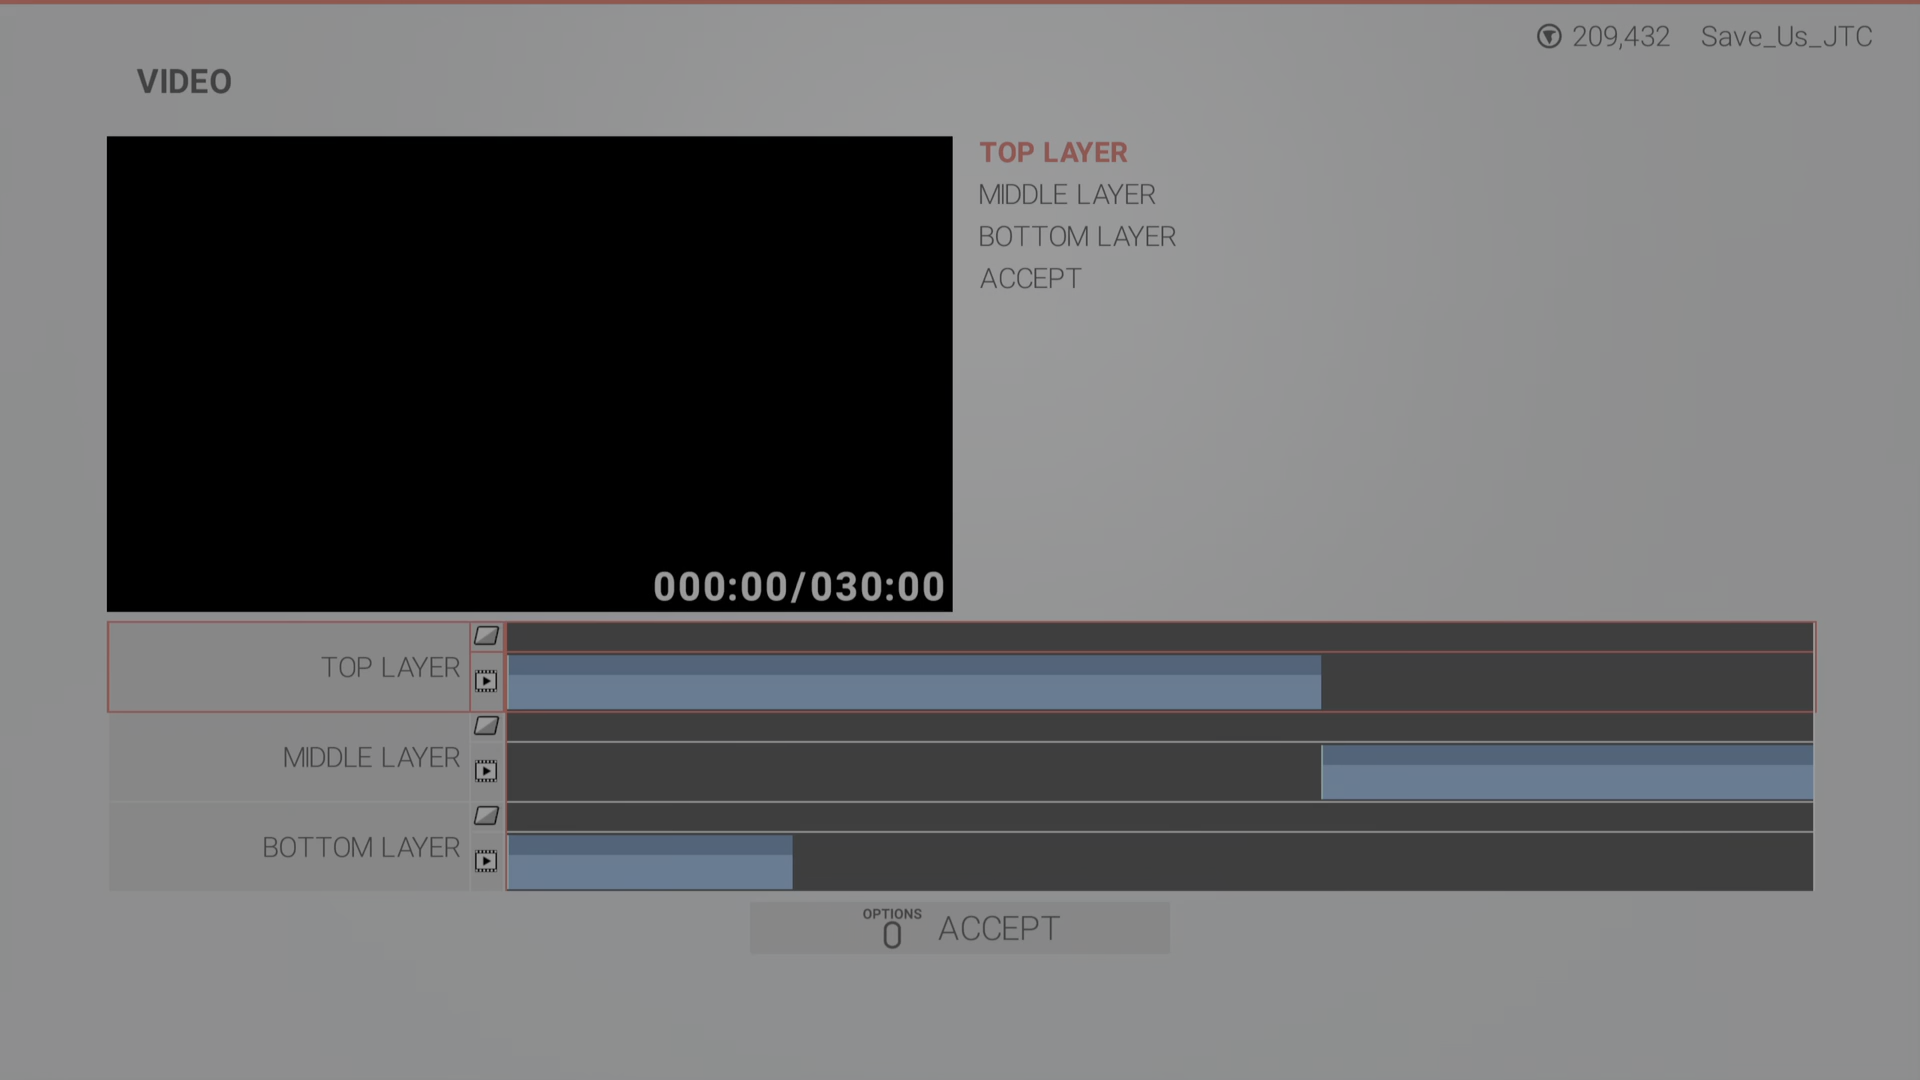 209,432 Save_Us_JTC
VIDEO
TOP LAYER
MIDDLE LAYER
BOTTOM LAYER
ACCEPT
000:00/030:00
TOP LAYER
MIDDLE LAYER
BOTTOM LAYER
OPTIONS
ACCEPT